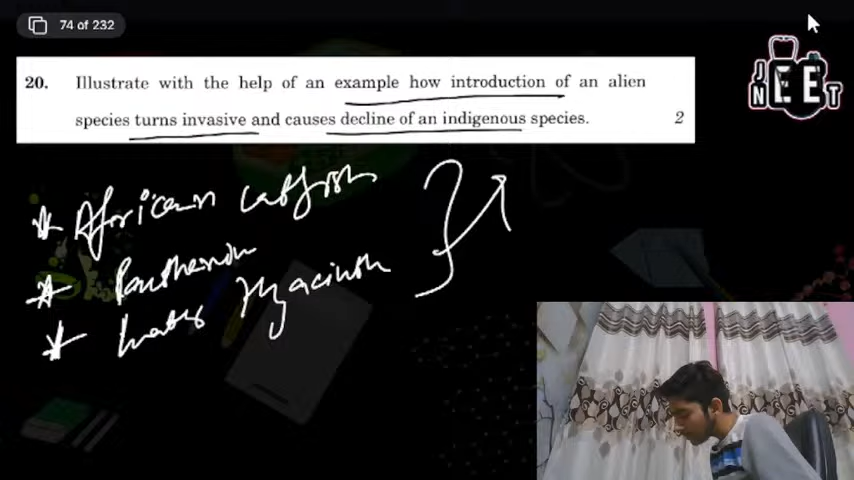 74 of 232
20. Illustrate with the help of an example how introduction of an alien
species turns invasive and causes decline of an indigenous species. 2
J
NEET
* African catfish
* Parthenium
* Water Hyacinth